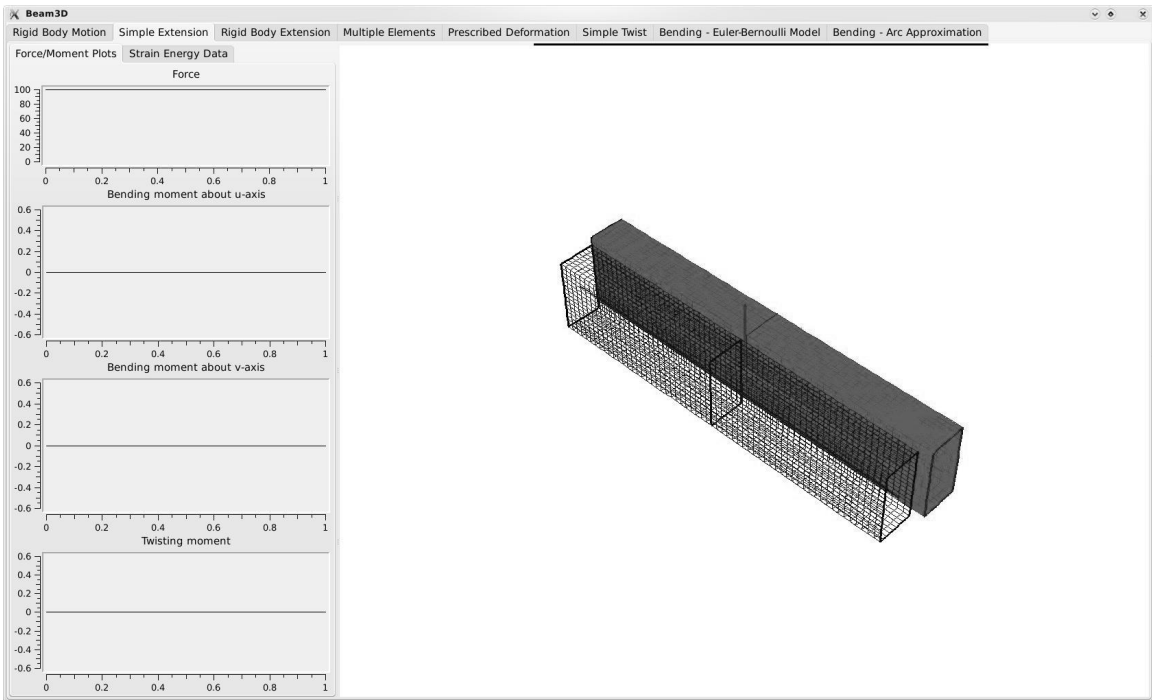 Beam3D
Rigid Body Motion Simple Extension Rigid Body Extension Multiple Elements Prescribed Deformation Simple Twist Bending - Euler-Bernoulli Model Bending - Arc Approximation
Force/Moment Plots Strain Energy Data
Force
100
80
60
40
20
0
0 0.2 0.4 0.6 0.8 1
Bending moment about u-axis
0.6
0.4
0.2
0
-0.2
-0.4
-0.6
0 0.2 0.4 0.6 0.8 1
Bending moment about v-axis
0.6
0.4
0.2
0
-0.2
-0.4
-0.6
0 0.2 0.4 0.6 0.8 1
Twisting moment
0.6
0.4
0.2
0
-0.2
-0.4
-0.6
0 0.2 0.4 0.6 0.8 1